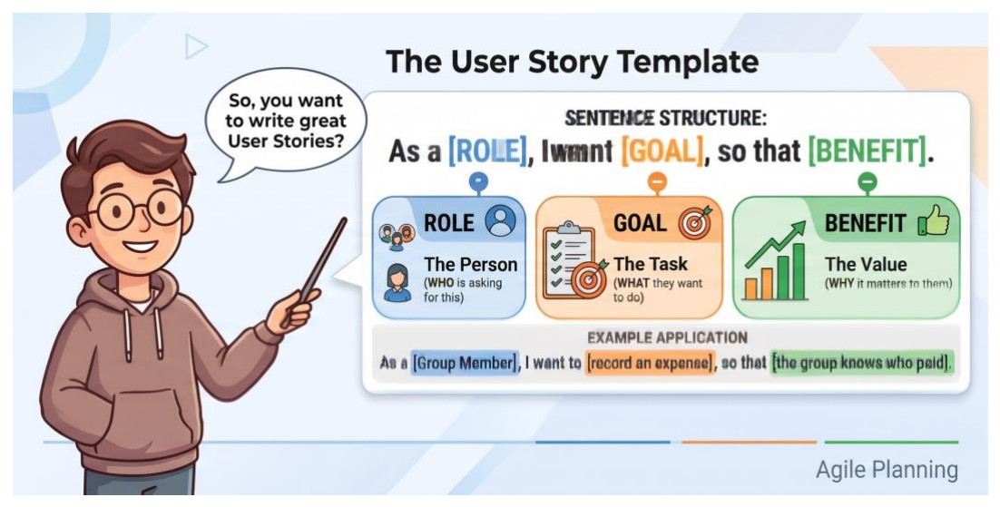 The User Story Template
So, you want
to write great
User Stories?
SENTENCE STRUCTURE:
As a [ROLE], I [GOAL], so that [BENEFIT].
ROLE
The Person
(WHO is asking
for this)
GOAL
The Task
(WHAT they want
to do)
BENEFIT
The Value
(WHY it matters to them)
EXAMPLE APPLICATION
As a [Group Member], I want to [record an expense], so that [the group knows who paid].
Agile Planning